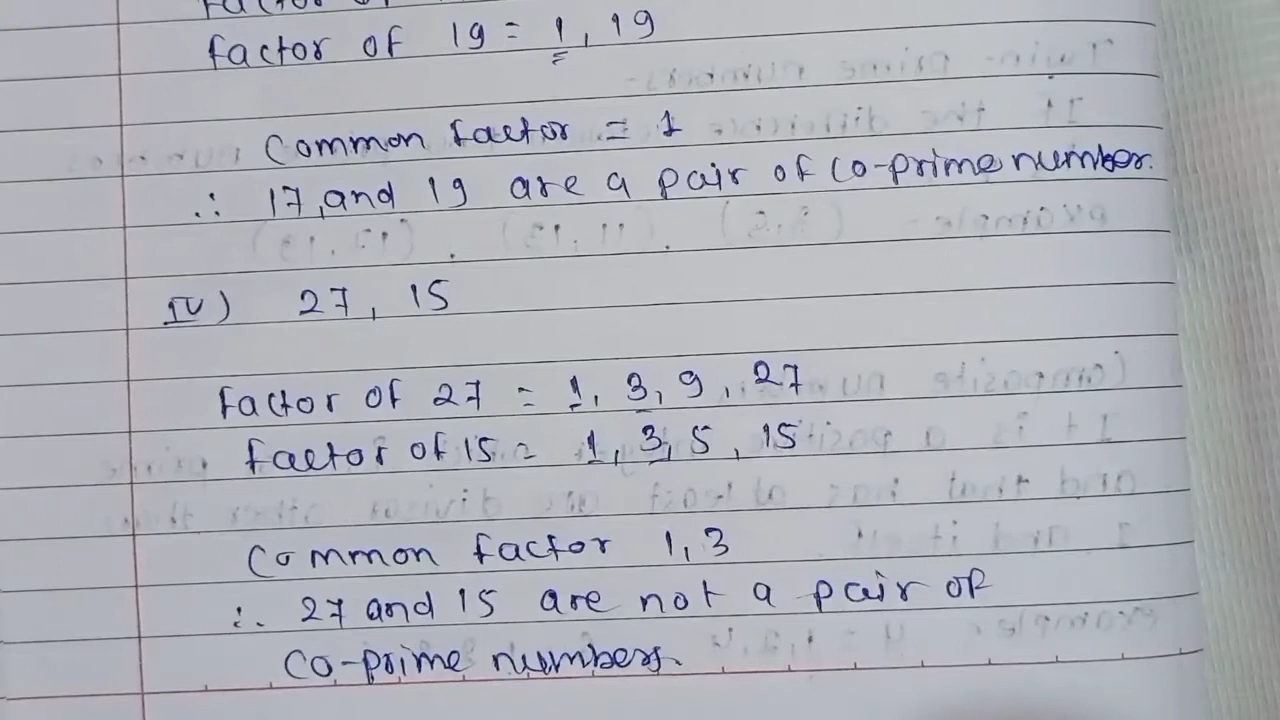 factor of
factor of 19 = 1, 19
Common factor = 1
∴ 17, and 19 are a pair of co-prime number.
IV) 27, 15
factor of 27 = 1, 3, 9, 27
factor of 15 = 1, 3, 5, 15
Common factor 1, 3
∴ 27 and 15 are not a pair of
co-prime numbers.